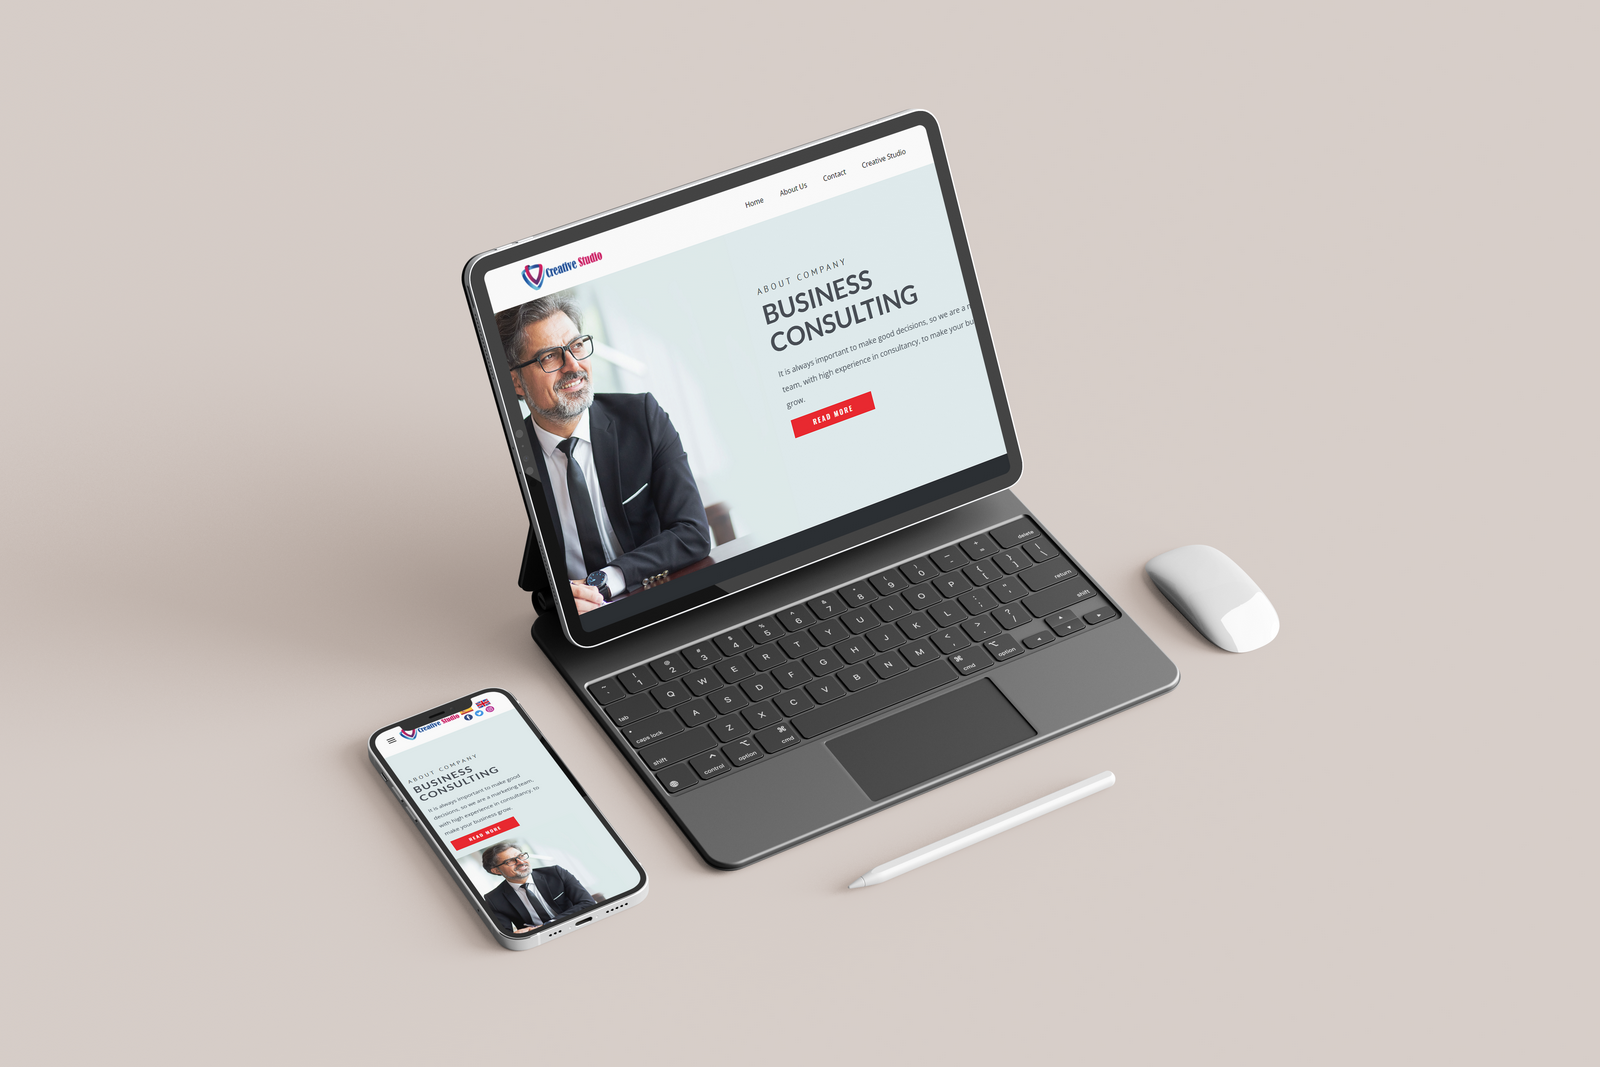 Home About Us Contact Creative Studio
Creative Studio
ABOUT COMPANY
BUSINESS
CONSULTING
It is always important to make good decisions, so we are a
team, with high experience in consultancy, to make your
grow.
READ MORE
delete
return
tab
caps lock
shift
shift
control
option
cmd
cmd
option
1 2 3 4 5 6 7 8 9 0
Q W E R T Y U I O P
A S D F G H J K L
Z X C V B N M
Creative Studio
ABOUT COMPANY
BUSINESS
CONSULTING
It is always important to make good
decisions, so we are a marketing team,
with high experience in consultancy, to
make your business grow.
READ MORE